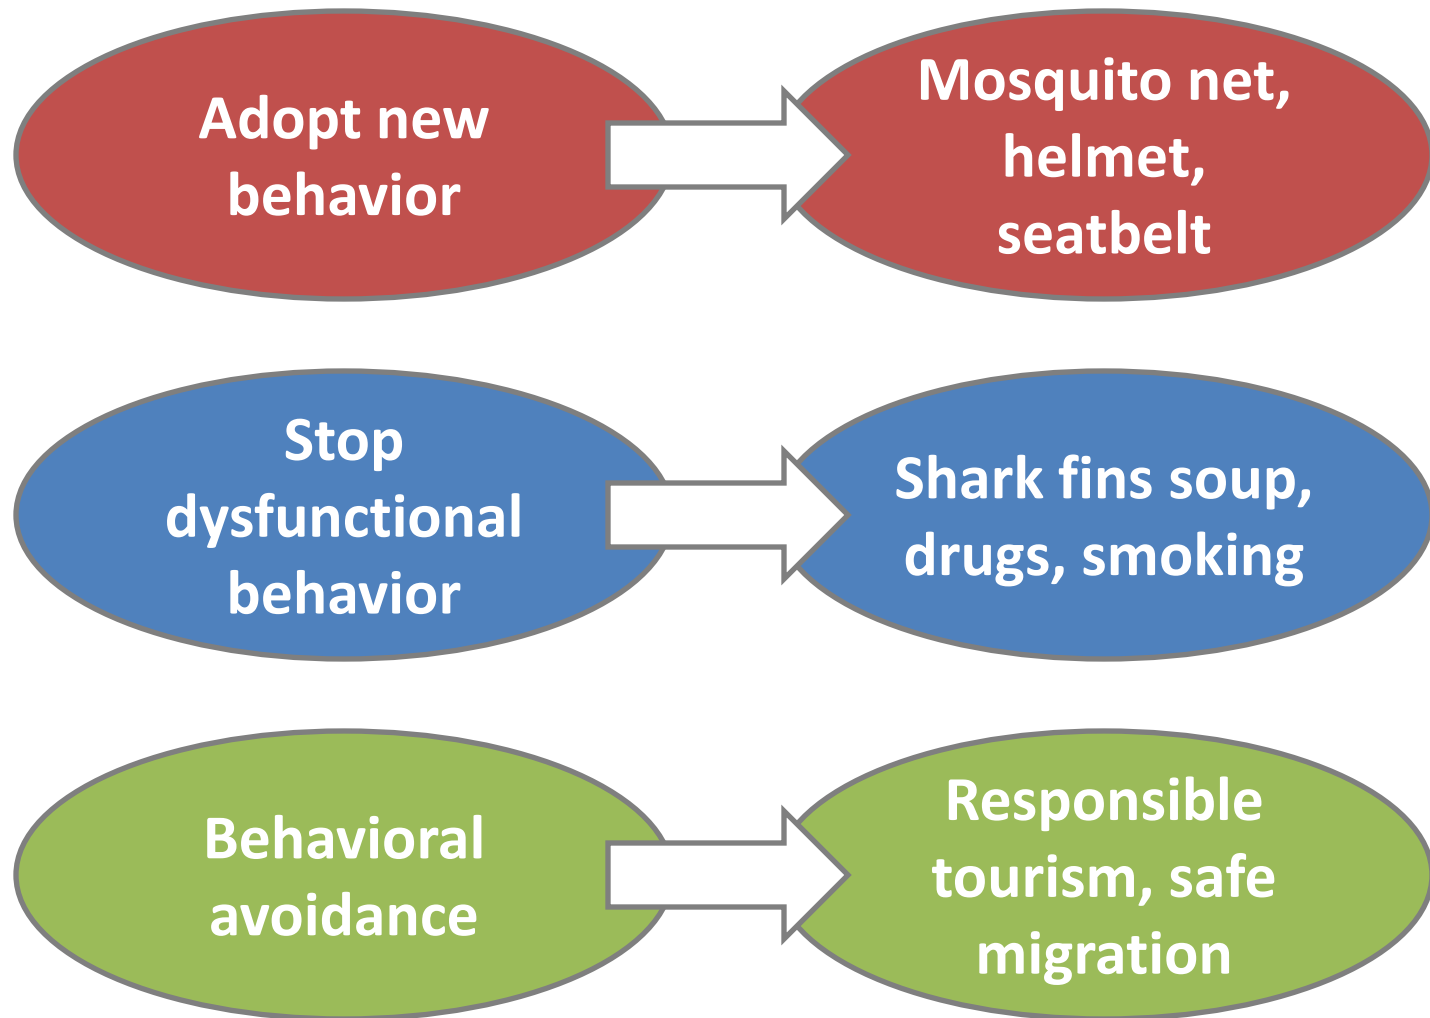 Adopt new
behavior
Mosquito net,
helmet,
seatbelt
Stop
dysfunctional
behavior
Shark fins soup,
drugs, smoking
Behavioral
avoidance
Responsible
tourism, safe
migration